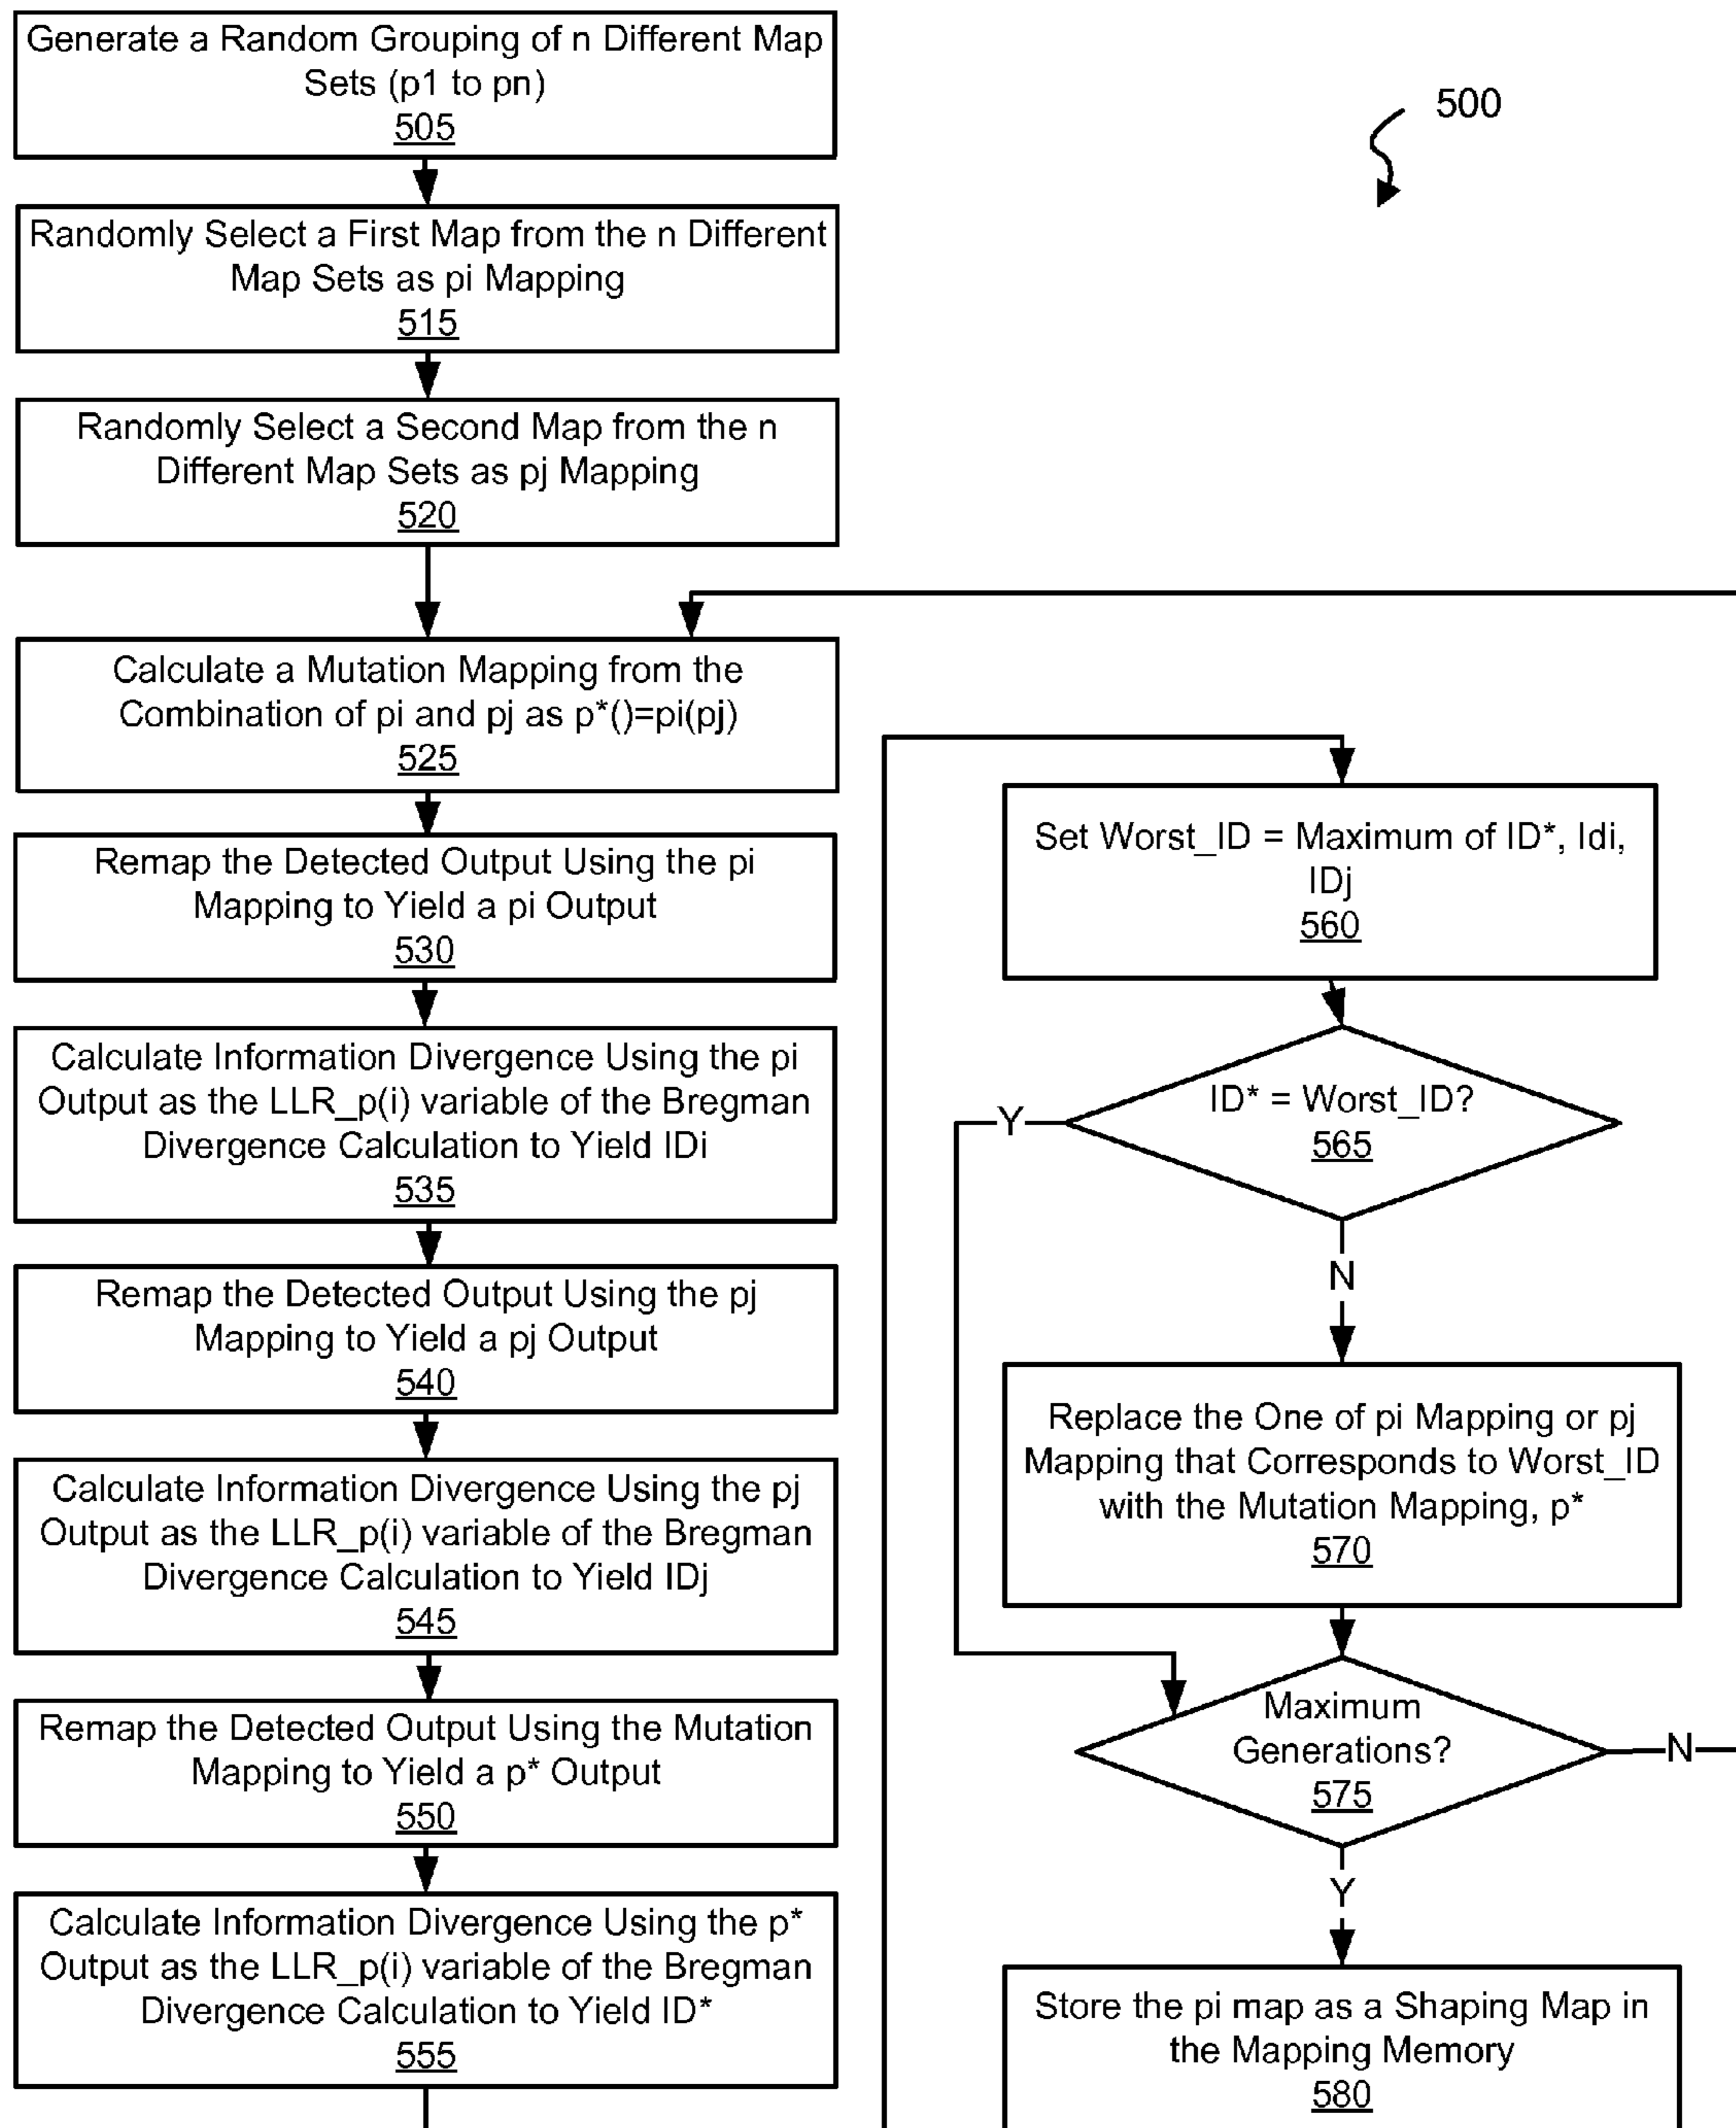 Generate a Random Grouping of n Different Map
Sets (p1 to pn)
505
500
Randomly Select a First Map from the n Different
Map Sets as pi Mapping
515
Randomly Select a Second Map from the n
Different Map Sets as pj Mapping
520
Calculate a Mutation Mapping from the
Combination of pi and pj as p*()=pi(pj)
525
Remap the Detected Output Using the pi
Mapping to Yield a pi Output
530
Calculate Information Divergence Using the pi
Output as the LLR_p(i) variable of the Bregman
Divergence Calculation to Yield IDi
535
Remap the Detected Output Using the pj
Mapping to Yield a pj Output
540
Calculate Information Divergence Using the pj
Output as the LLR_p(i) variable of the Bregman
Divergence Calculation to Yield IDj
545
Remap the Detected Output Using the Mutation
Mapping to Yield a p* Output
550
Calculate Information Divergence Using the p*
Output as the LLR_p(i) variable of the Bregman
Divergence Calculation to Yield ID*
555
Set Worst_ID = Maximum of ID*, Idi,
IDj
560
ID* = Worst_ID?
565
Y
N
Replace the One of pi Mapping or pj
Mapping that Corresponds to Worst_ID
with the Mutation Mapping, p*
570
Maximum
Generations?
575
N
Y
Store the pi map as a Shaping Map in
the Mapping Memory
580